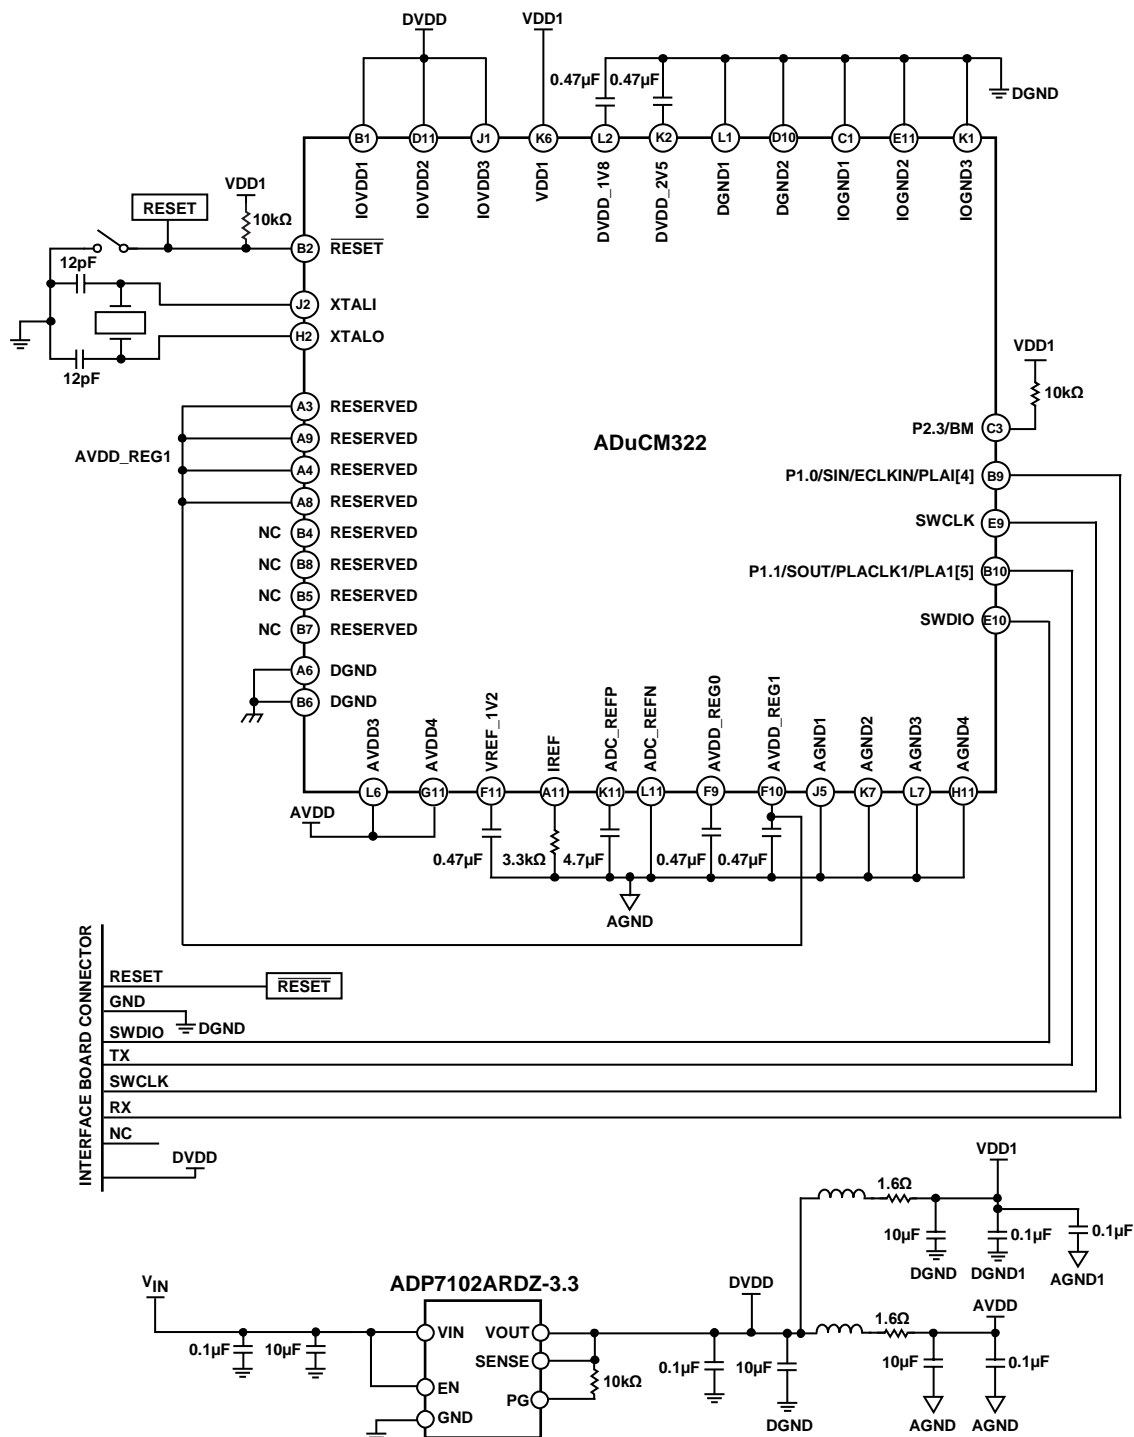 DVDD
VDD1
0.47µF
0.47µF
DGND
B1
D11
J1
K6
L2
K2
L1
D10
C1
E11
K1
IOVDD1
IOVDD2
IOVDD3
VDD1
DVDD_1V8
DVDD_2V5
DGND1
DGND2
IOGND1
IOGND2
IOGND3
VDD1
RESET
10kΩ
B2
RESET
12pF
J2
XTALI
H2
XTALO
12pF
VDD1
10kΩ
A3
RESERVED
A9
RESERVED
AVDD_REG1
A4
RESERVED
A8
RESERVED
NC
B4
RESERVED
NC
B8
RESERVED
NC
B5
RESERVED
NC
B7
RESERVED
A6
DGND
B6
DGND
ADuCM322
P2.3/BM
C3
P1.0/SIN/ECLKIN/PLAI[4]
B9
SWCLK
E9
P1.1/SOUT/PLACLK1/PLA1[5]
B10
SWDIO
E10
AVDD3
AVDD4
VREF_1V2
IREF
ADC_REFP
ADC_REFN
AVDD_REG0
AVDD_REG1
AGND1
AGND2
AGND3
AGND4
L6
G11
F11
A11
K11
L11
F9
F10
J5
K7
L7
H11
AVDD
0.47µF
3.3kΩ
4.7µF
0.47µF
0.47µF
AGND
INTERFACE BOARD CONNECTOR
RESET
RESET
GND
DGND
SWDIO
TX
SWCLK
RX
NC
DVDD
VDD1
1.6Ω
10µF
0.1µF
0.1µF
DGND
DGND1
AGND1
VIN
ADP7102ARDZ-3.3
DVDD
AVDD
1.6Ω
0.1µF
10µF
VIN
VOUT
SENSE
EN
PG
GND
10kΩ
0.1µF
10µF
DGND
10µF
0.1µF
AGND
AGND